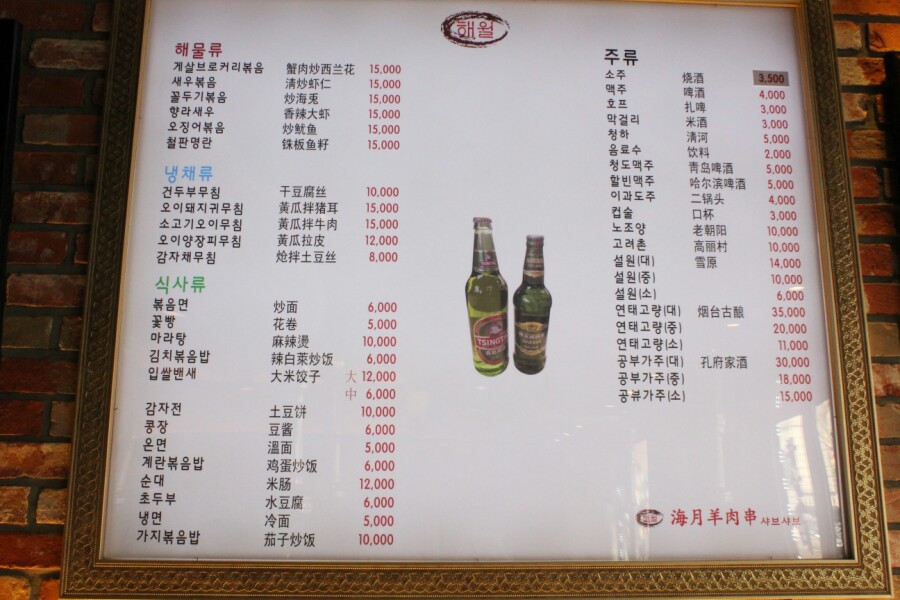 해월
해물류
게살브로커리볶음 蟹肉炒西兰花 15,000
새우볶음 清炒虾仁 15,000
꼴두기볶음 炒海兎 15,000
향라새우 香辣大虾 15,000
오징어볶음 炒鱿鱼 15,000
철판명란 铢板鱼籽 15,000
냉채류
건두부무침 干豆腐丝 10,000
오이돼지귀무침 黄瓜拌猪耳 15,000
소고기오이무침 黄瓜拌牛肉 15,000
오이양장피무침 黄瓜拉皮 12,000
감자채무침 炝拌土豆丝 8,000
식사류
볶음면 炒面 6,000
꽃빵 花卷 5,000
마라탕 麻辣烫 10,000
김치볶음밥 辣白菜炒饭 6,000
입쌀밴새 大米饺子 大 12,000
中 6,000
감자전 土豆饼 10,000
콩장 豆酱 6,000
온면 溫面 5,000
계란볶음밥 鸡蛋炒饭 6,000
순대 米肠 12,000
초두부 水豆腐 6,000
냉면 冷面 5,000
가지볶음밥 茄子炒饭 10,000
주류
소주 烧酒 3,500
맥주 啤酒 4,000
호프 扎啤 3,000
막걸리 米酒 3,000
청하 清河 5,000
음료수 饮料 2,000
청도맥주 靑岛啤酒 5,000
할빈맥주 哈尔滨啤酒 5,000
이과도주 二锅头 4,000
컵술 口杯 3,000
노조양 老朝阳 10,000
고려촌 高丽村 10,000
설원(대) 雪原 14,000
설원(중) 10,000
설원(소) 6,000
연태고량(대) 烟台古酿 35,000
연태고량(중) 20,000
연태고량(소) 11,000
공부가주(대) 孔府家酒 30,000
공부가주(중) 18,000
공뷰가주(소) 15,000
TSINGT
해월 海月羊肉串 샤브샤브